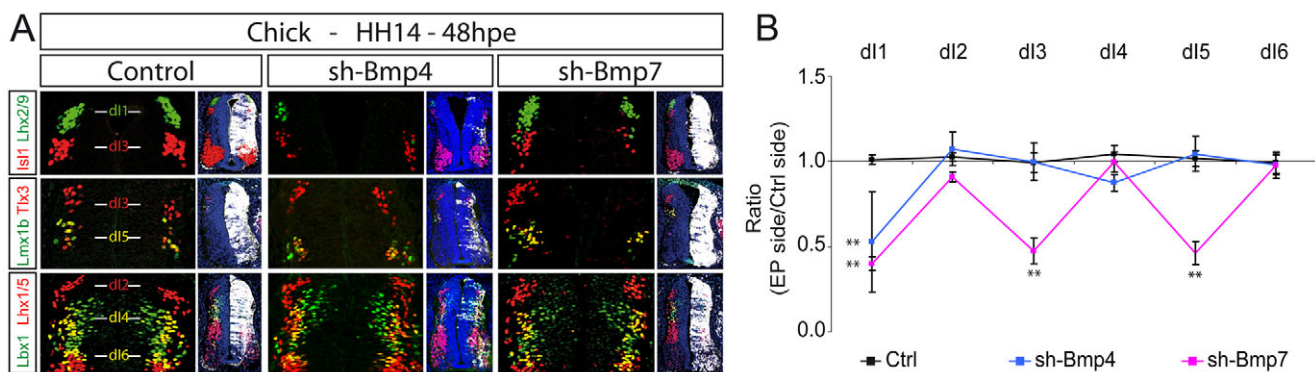 A
Chick - HH14 - 48hpe
Control
sh-Bmp4
sh-Bmp7
Isl1 Lhx2/9
dI1
dI3
Lmx1b Tlx3
dI3
dI5
Lbx1 Lhx1/5
dI2
dI4
dI6
B
dI1 dI2 dI3 dI4 dI5 dI6
Ratio
(EP side/Ctrl side)
1.5
1.0
0.5
0.0
**
**
**
**
Ctrl sh-Bmp4 sh-Bmp7